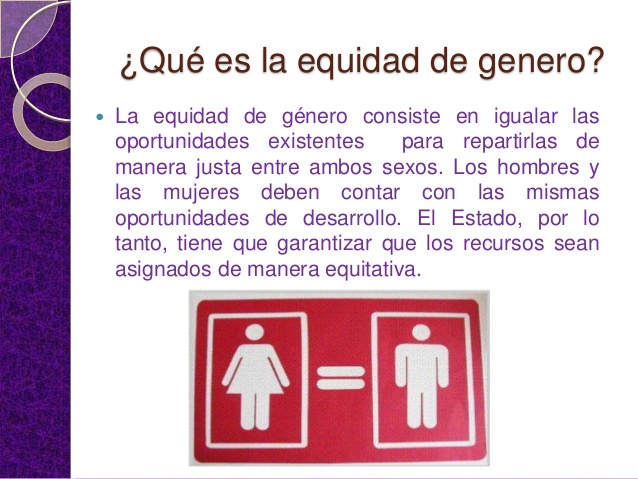 ¿Qué es la equidad de genero?
• La equidad de género consiste en igualar las
oportunidades existentes para repartirlas de
manera justa entre ambos sexos. Los hombres y
las mujeres deben contar con las mismas
oportunidades de desarrollo. El Estado, por lo
tanto, tiene que garantizar que los recursos sean
asignados de manera equitativa.
=